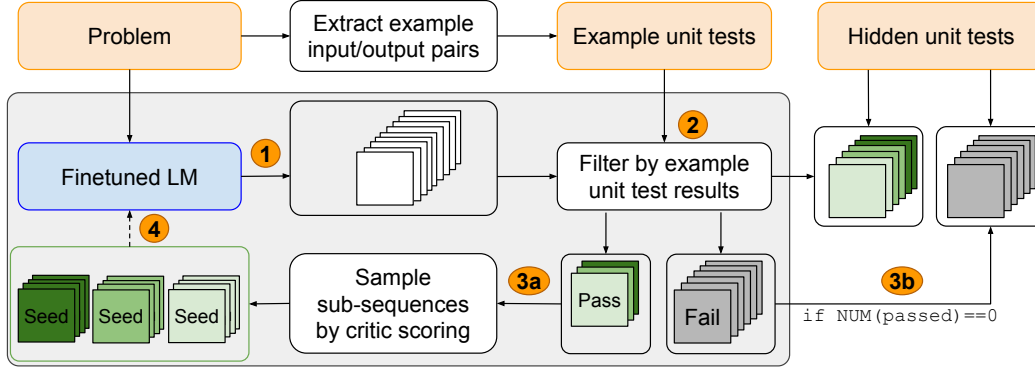 Problem
Extract example
input/output pairs
Example unit tests
Hidden unit tests
1
2
Finetuned LM
Filter by example
unit test results
4
3a
3b
Seed
Seed
Seed
Sample
sub-sequences
by critic scoring
Pass
Fail
if NUM(passed)==0